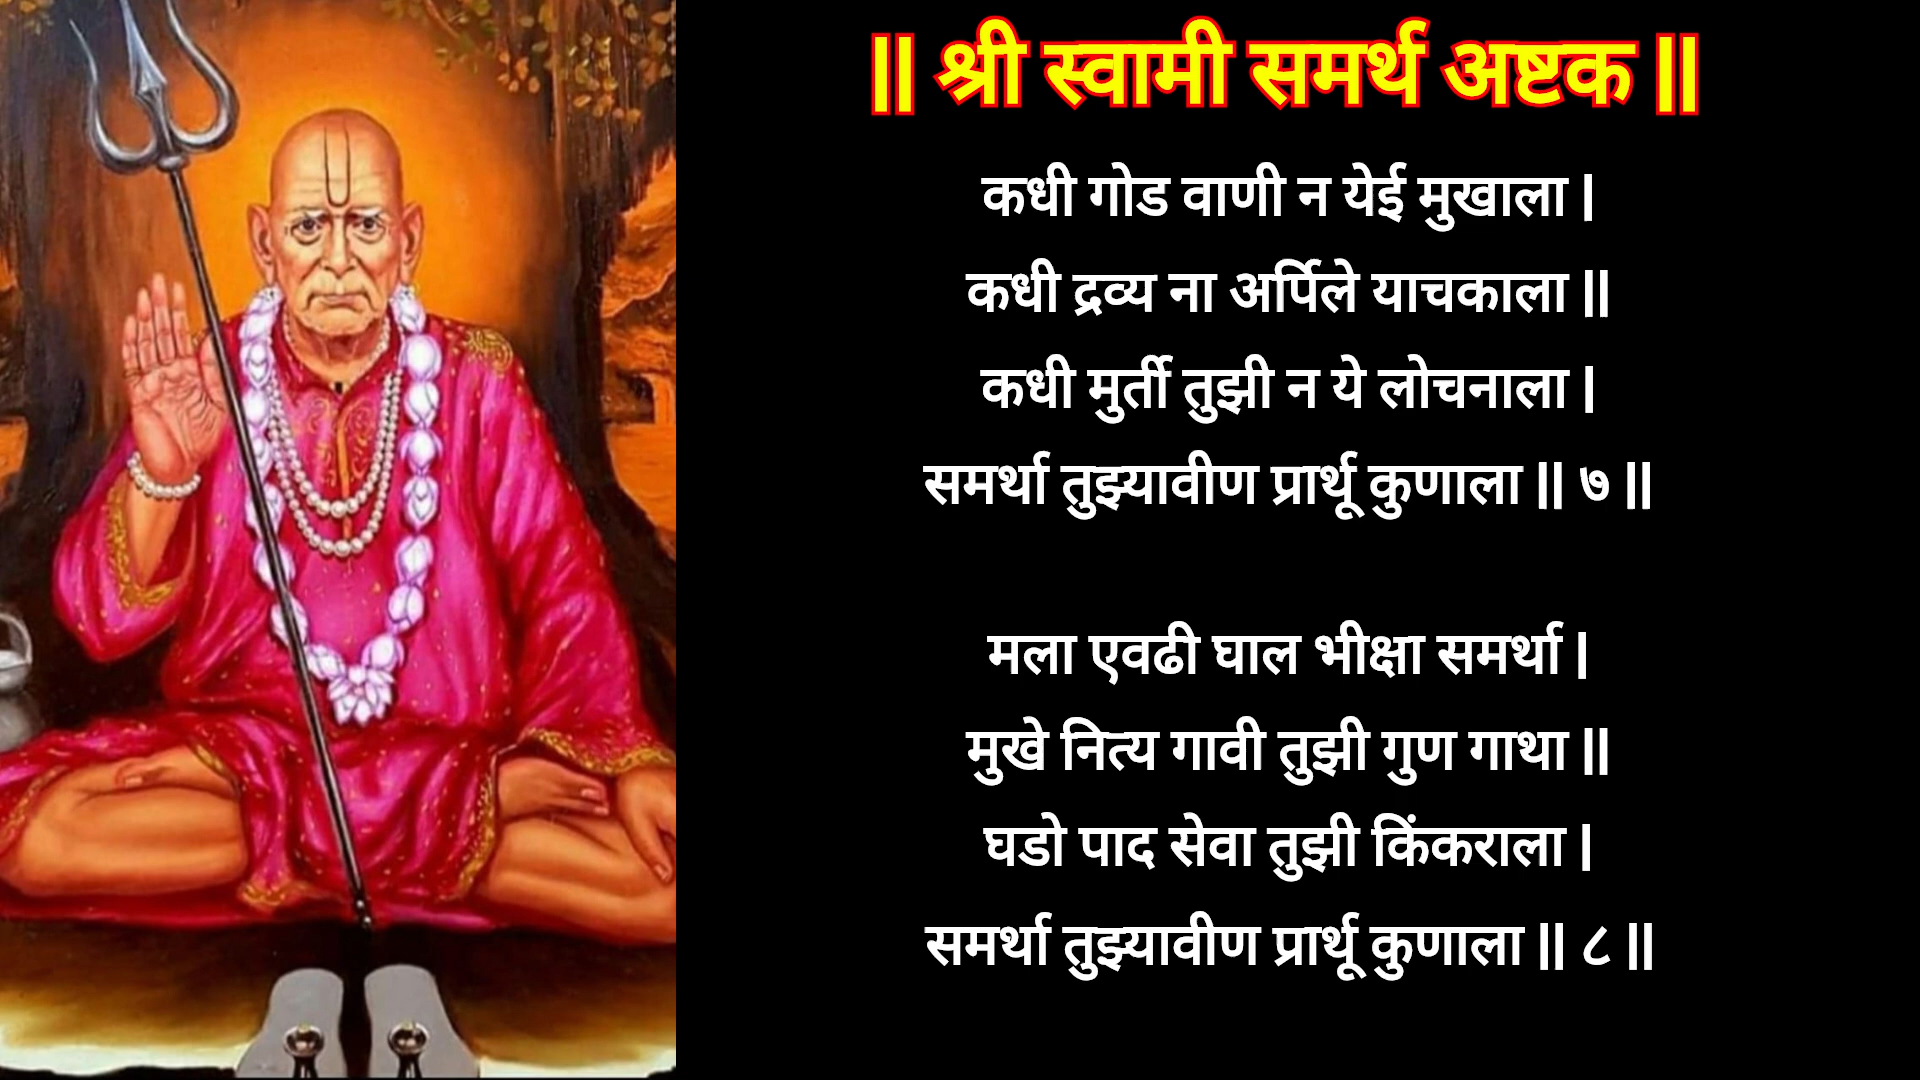 || श्री स्वामी समर्थ अष्टक ||
कधी गोड वाणी न येई मुखाला |
कधी द्रव्य ना अर्पिले याचकाला ||
कधी मुर्ती तुझी न ये लोचनाला |
समर्था तुझ्यावीण प्रार्थू कुणाला || ७ ||
मला एवढी घाल भीक्षा समर्था |
मुखे नित्य गावी तुझी गुण गाथा ||
घडो पाद सेवा तुझी किंकराला |
समर्था तुझ्यावीण प्रार्थू कुणाला || ८ ||